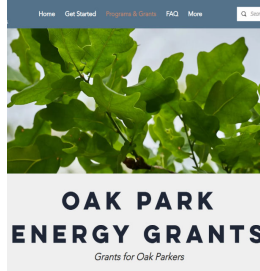 Home Get Started Programs & Grants FAQ More
OAK PARK
ENERGY GRANTS
Grants for Oak Parkers